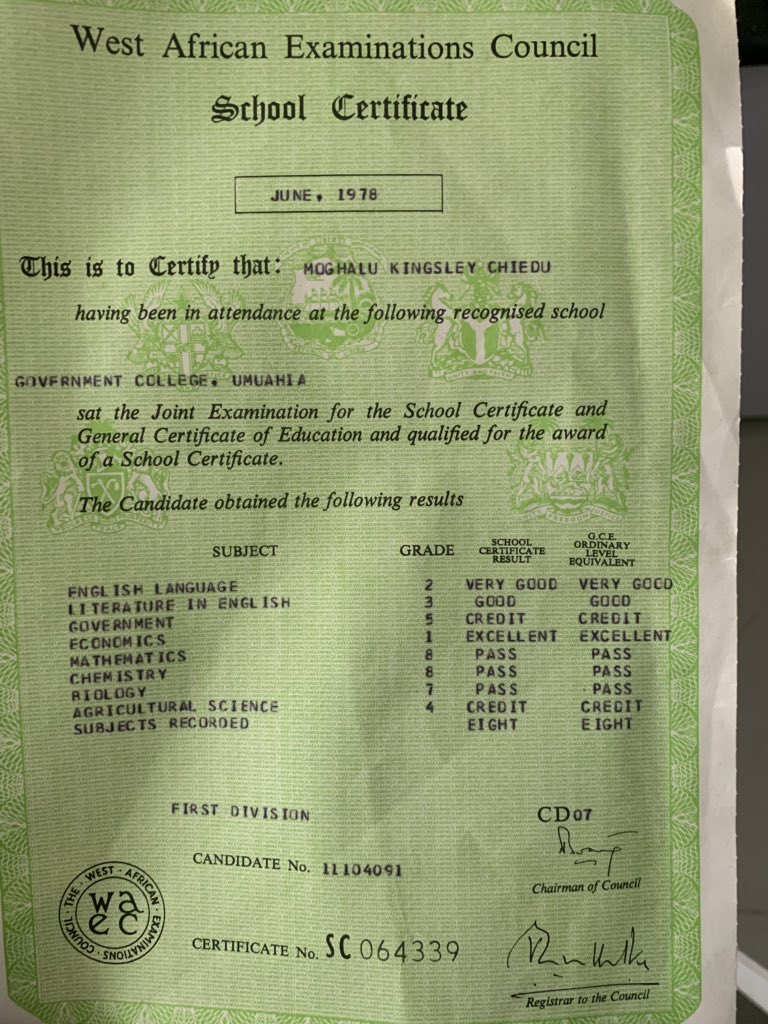 West African Examinations Council
School Certificate
JUNE, 1978
This is to Certify that: MOGHALU KINGSLEY CHIEDU
having been in attendance at the following recognised school
GOVERNMENT COLLEGE, UMUAHIA
sat the Joint Examination for the School Certificate and
General Certificate of Education and qualified for the award
of a School Certificate.
The Candidate obtained the following results
SUBJECT GRADE SCHOOL CERTIFICATE RESULT G.C.E. ORDINARY LEVEL EQUIVALENT
ENGLISH LANGUAGE 2 VERY GOOD VERY GOOD
LITERATURE IN ENGLISH 3 GOOD GOOD
GOVERNMENT 5 CREDIT CREDIT
ECONOMICS 1 EXCELLENT EXCELLENT
MATHEMATICS 8 PASS PASS
CHEMISTRY 8 PASS PASS
BIOLOGY 7 PASS PASS
AGRICULTURAL SCIENCE 4 CREDIT CREDIT
SUBJECTS RECORDED EIGHT EIGHT
FIRST DIVISION CD07
CANDIDATE No. 11104091
Chairman of Council
THE WEST AFRICAN EXAMINATIONS COUNCIL
waec
CERTIFICATE No. SC 064339
Registrar to the Council